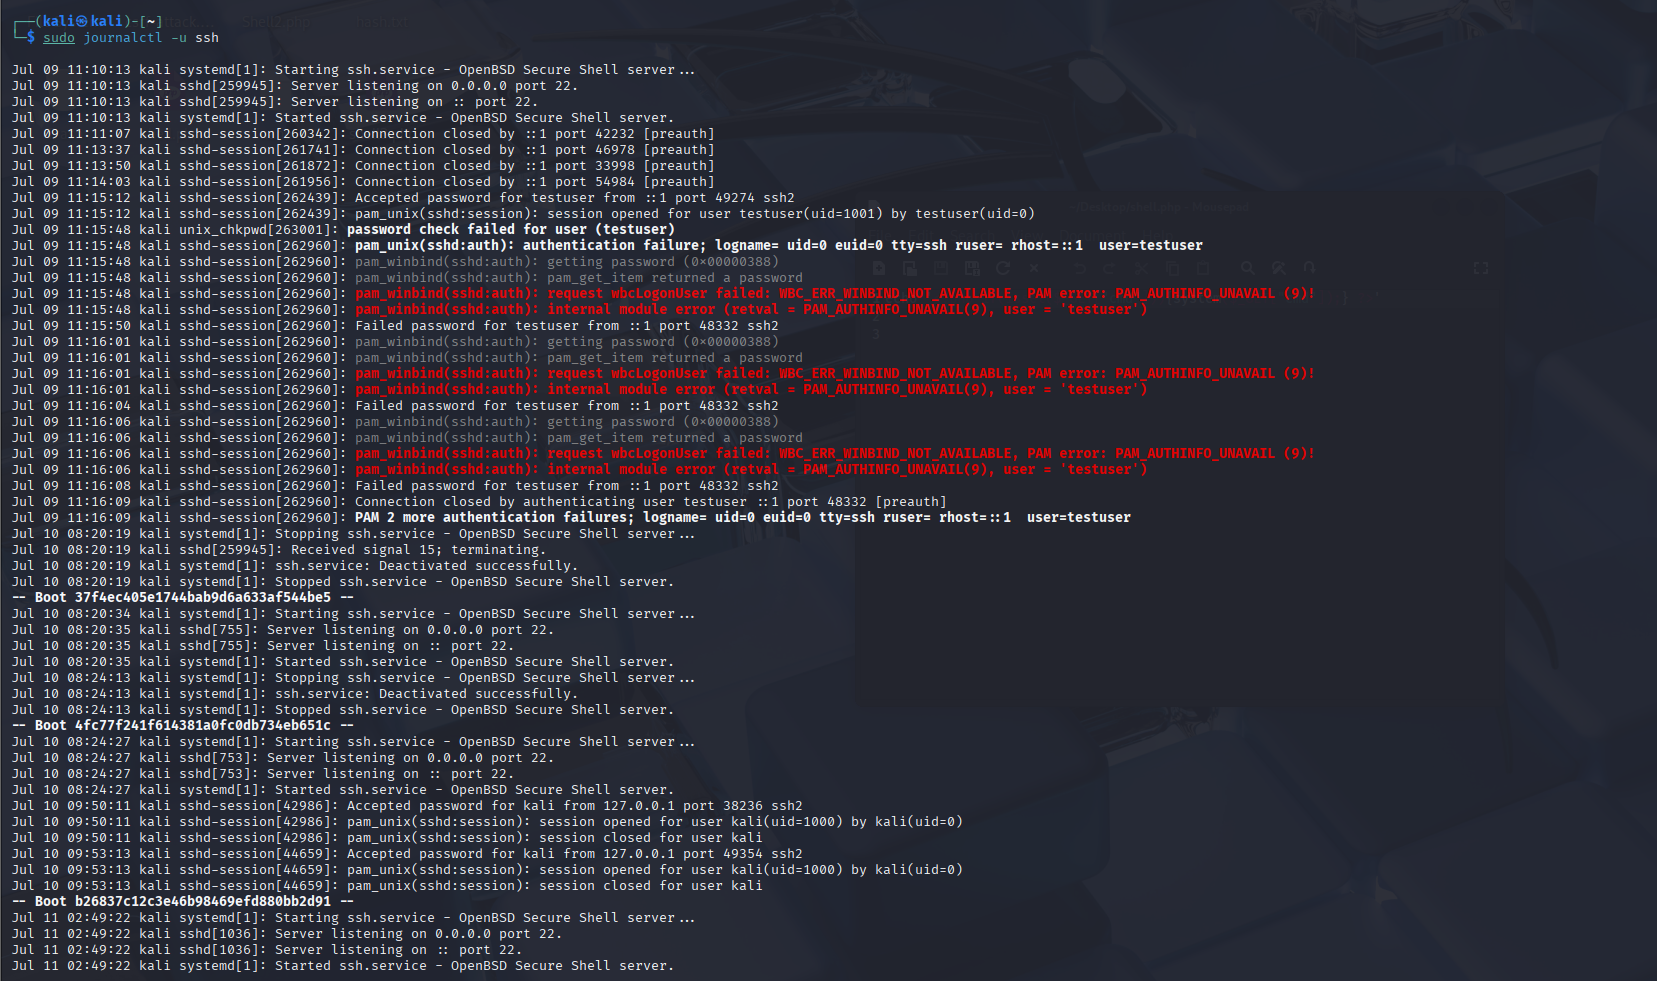 ┌──(kali㉿kali)-[~]
└─$ sudo journalctl -u ssh
Jul 09 11:10:13 kali systemd[1]: Starting ssh.service - OpenBSD Secure Shell server...
Jul 09 11:10:13 kali sshd[259945]: Server listening on 0.0.0.0 port 22.
Jul 09 11:10:13 kali sshd[259945]: Server listening on :: port 22.
Jul 09 11:10:13 kali systemd[1]: Started ssh.service - OpenBSD Secure Shell server.
Jul 09 11:11:07 kali sshd-session[260342]: Connection closed by ::1 port 42232 [preauth]
Jul 09 11:13:37 kali sshd-session[261741]: Connection closed by ::1 port 46978 [preauth]
Jul 09 11:13:50 kali sshd-session[261872]: Connection closed by ::1 port 33998 [preauth]
Jul 09 11:14:03 kali sshd-session[261956]: Connection closed by ::1 port 54984 [preauth]
Jul 09 11:15:12 kali sshd-session[262439]: Accepted password for testuser from ::1 port 49274 ssh2
Jul 09 11:15:12 kali sshd-session[262439]: pam_unix(sshd:session): session opened for user testuser(uid=1001) by testuser(uid=0)
Jul 09 11:15:48 kali unix_chkpwd[263001]: password check failed for user (testuser)
Jul 09 11:15:48 kali sshd-session[262960]: pam_unix(sshd:auth): authentication failure; logname= uid=0 euid=0 tty=ssh ruser= rhost=::1  user=testuser
Jul 09 11:15:48 kali sshd-session[262960]: pam_winbind(sshd:auth): getting password (0x00000388)
Jul 09 11:15:48 kali sshd-session[262960]: pam_winbind(sshd:auth): pam_get_item returned a password
Jul 09 11:15:48 kali sshd-session[262960]: pam_winbind(sshd:auth): request wbcLogonUser failed: WBC_ERR_WINBIND_NOT_AVAILABLE, PAM error: PAM_AUTHINFO_UNAVAIL (9)!
Jul 09 11:15:48 kali sshd-session[262960]: pam_winbind(sshd:auth): internal module error (retval = PAM_AUTHINFO_UNAVAIL(9), user = 'testuser')
Jul 09 11:15:50 kali sshd-session[262960]: Failed password for testuser from ::1 port 48332 ssh2
Jul 09 11:16:01 kali sshd-session[262960]: pam_winbind(sshd:auth): getting password (0x00000388)
Jul 09 11:16:01 kali sshd-session[262960]: pam_winbind(sshd:auth): pam_get_item returned a password
Jul 09 11:16:01 kali sshd-session[262960]: pam_winbind(sshd:auth): request wbcLogonUser failed: WBC_ERR_WINBIND_NOT_AVAILABLE, PAM error: PAM_AUTHINFO_UNAVAIL (9)!
Jul 09 11:16:01 kali sshd-session[262960]: pam_winbind(sshd:auth): internal module error (retval = PAM_AUTHINFO_UNAVAIL(9), user = 'testuser')
Jul 09 11:16:04 kali sshd-session[262960]: Failed password for testuser from ::1 port 48332 ssh2
Jul 09 11:16:06 kali sshd-session[262960]: pam_winbind(sshd:auth): getting password (0x00000388)
Jul 09 11:16:06 kali sshd-session[262960]: pam_winbind(sshd:auth): pam_get_item returned a password
Jul 09 11:16:06 kali sshd-session[262960]: pam_winbind(sshd:auth): request wbcLogonUser failed: WBC_ERR_WINBIND_NOT_AVAILABLE, PAM error: PAM_AUTHINFO_UNAVAIL (9)!
Jul 09 11:16:06 kali sshd-session[262960]: pam_winbind(sshd:auth): internal module error (retval = PAM_AUTHINFO_UNAVAIL(9), user = 'testuser')
Jul 09 11:16:08 kali sshd-session[262960]: Failed password for testuser from ::1 port 48332 ssh2
Jul 09 11:16:09 kali sshd-session[262960]: Connection closed by authenticating user testuser ::1 port 48332 [preauth]
Jul 09 11:16:09 kali sshd-session[262960]: PAM 2 more authentication failures; logname= uid=0 euid=0 tty=ssh ruser= rhost=::1  user=testuser
Jul 10 08:20:19 kali systemd[1]: Stopping ssh.service - OpenBSD Secure Shell server...
Jul 10 08:20:19 kali sshd[259945]: Received signal 15; terminating.
Jul 10 08:20:19 kali systemd[1]: ssh.service: Deactivated successfully.
Jul 10 08:20:19 kali systemd[1]: Stopped ssh.service - OpenBSD Secure Shell server.
-- Boot 37f4ec405e1744bab9d6a633af544be5 --
Jul 10 08:20:34 kali systemd[1]: Starting ssh.service - OpenBSD Secure Shell server...
Jul 10 08:20:35 kali sshd[755]: Server listening on 0.0.0.0 port 22.
Jul 10 08:20:35 kali sshd[755]: Server listening on :: port 22.
Jul 10 08:20:35 kali systemd[1]: Started ssh.service - OpenBSD Secure Shell server.
Jul 10 08:24:13 kali systemd[1]: Stopping ssh.service - OpenBSD Secure Shell server...
Jul 10 08:24:13 kali systemd[1]: ssh.service: Deactivated successfully.
Jul 10 08:24:13 kali systemd[1]: Stopped ssh.service - OpenBSD Secure Shell server.
-- Boot 4fc77f241f614381a0fc0db734eb651c --
Jul 10 08:24:27 kali systemd[1]: Starting ssh.service - OpenBSD Secure Shell server...
Jul 10 08:24:27 kali sshd[753]: Server listening on 0.0.0.0 port 22.
Jul 10 08:24:27 kali sshd[753]: Server listening on :: port 22.
Jul 10 08:24:27 kali systemd[1]: Started ssh.service - OpenBSD Secure Shell server.
Jul 10 09:50:11 kali sshd-session[42986]: Accepted password for kali from 127.0.0.1 port 38236 ssh2
Jul 10 09:50:11 kali sshd-session[42986]: pam_unix(sshd:session): session opened for user kali(uid=1000) by kali(uid=0)
Jul 10 09:50:11 kali sshd-session[42986]: pam_unix(sshd:session): session closed for user kali
Jul 10 09:53:13 kali sshd-session[44659]: Accepted password for kali from 127.0.0.1 port 49354 ssh2
Jul 10 09:53:13 kali sshd-session[44659]: pam_unix(sshd:session): session opened for user kali(uid=1000) by kali(uid=0)
Jul 10 09:53:13 kali sshd-session[44659]: pam_unix(sshd:session): session closed for user kali
-- Boot b26837c12c3e46b98469efd880bb2d91 --
Jul 11 02:49:22 kali systemd[1]: Starting ssh.service - OpenBSD Secure Shell server...
Jul 11 02:49:22 kali sshd[1036]: Server listening on 0.0.0.0 port 22.
Jul 11 02:49:22 kali sshd[1036]: Server listening on :: port 22.
Jul 11 02:49:22 kali systemd[1]: Started ssh.service - OpenBSD Secure Shell server.